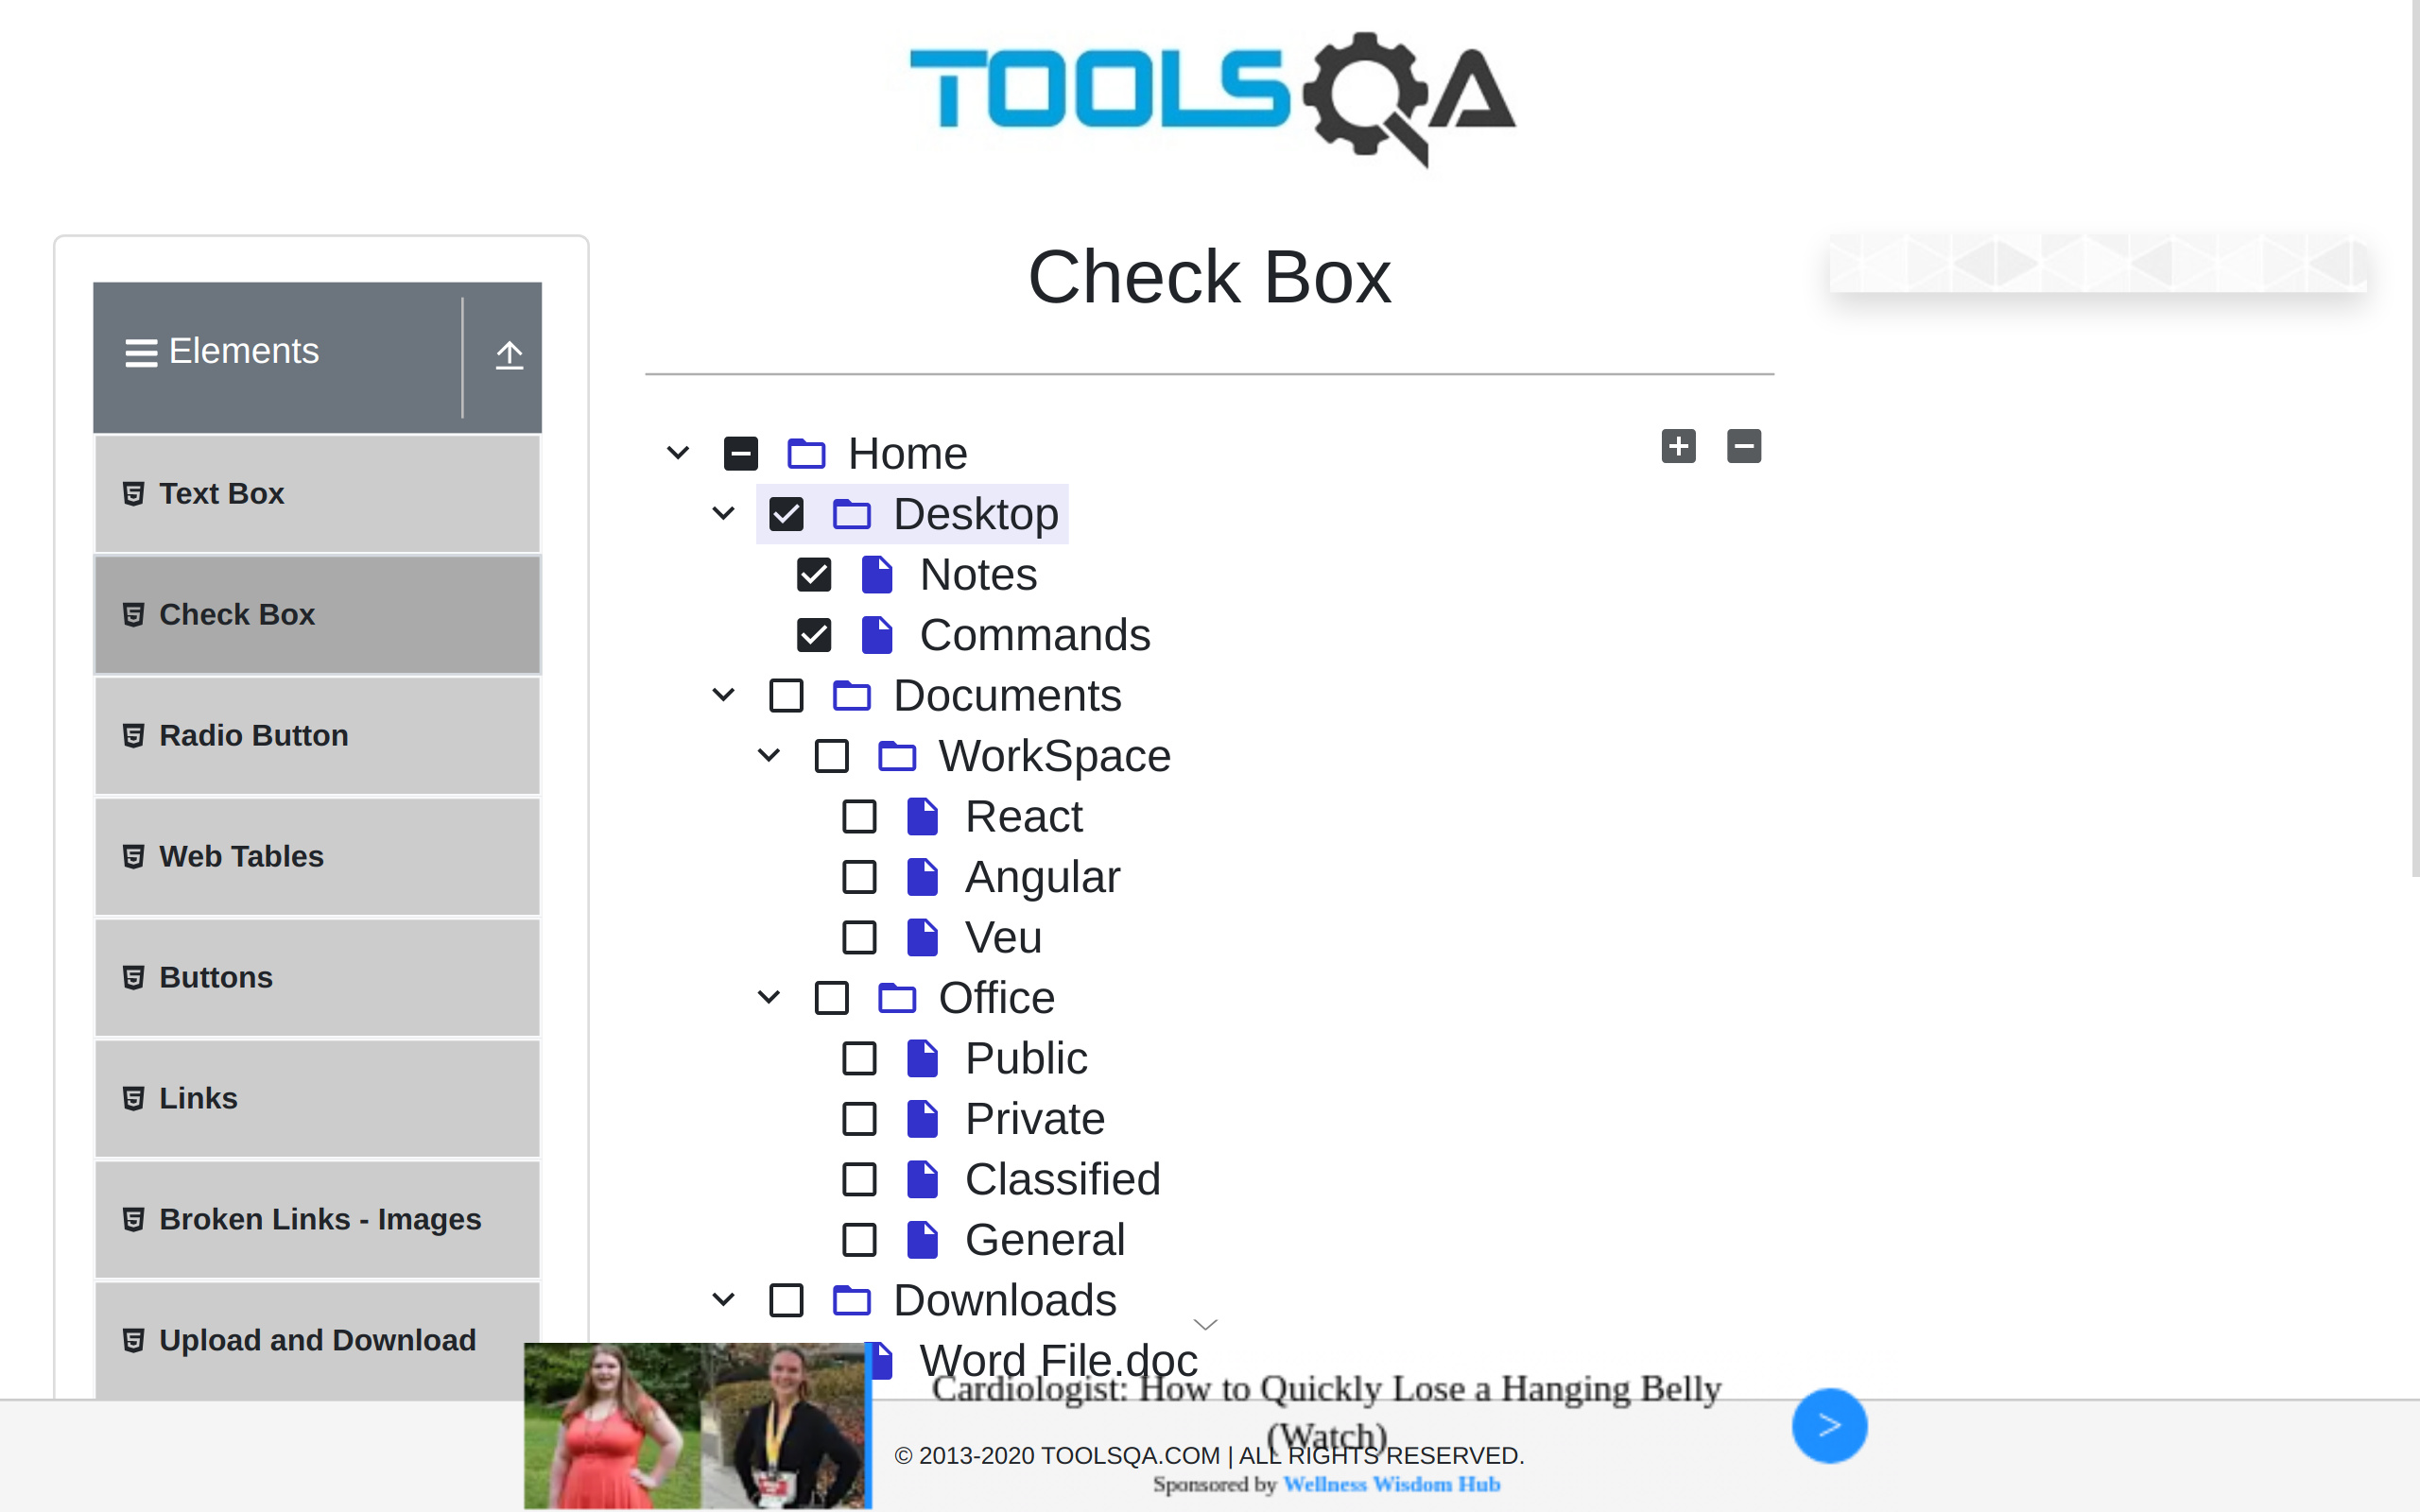 TOOLSQA
Check Box
Elements
Text Box
Check Box
Radio Button
Web Tables
Buttons
Links
Broken Links - Images
Upload and Download
Home
Desktop
Notes
Commands
Documents
WorkSpace
React
Angular
Veu
Office
Public
Private
Classified
General
Downloads
Word File.doc
Cardiologist: How to Quickly Lose a Hanging Belly
(Watch)
© 2013-2020 TOOLSQA.COM | ALL RIGHTS RESERVED.
Sponsored by Wellness Wisdom Hub